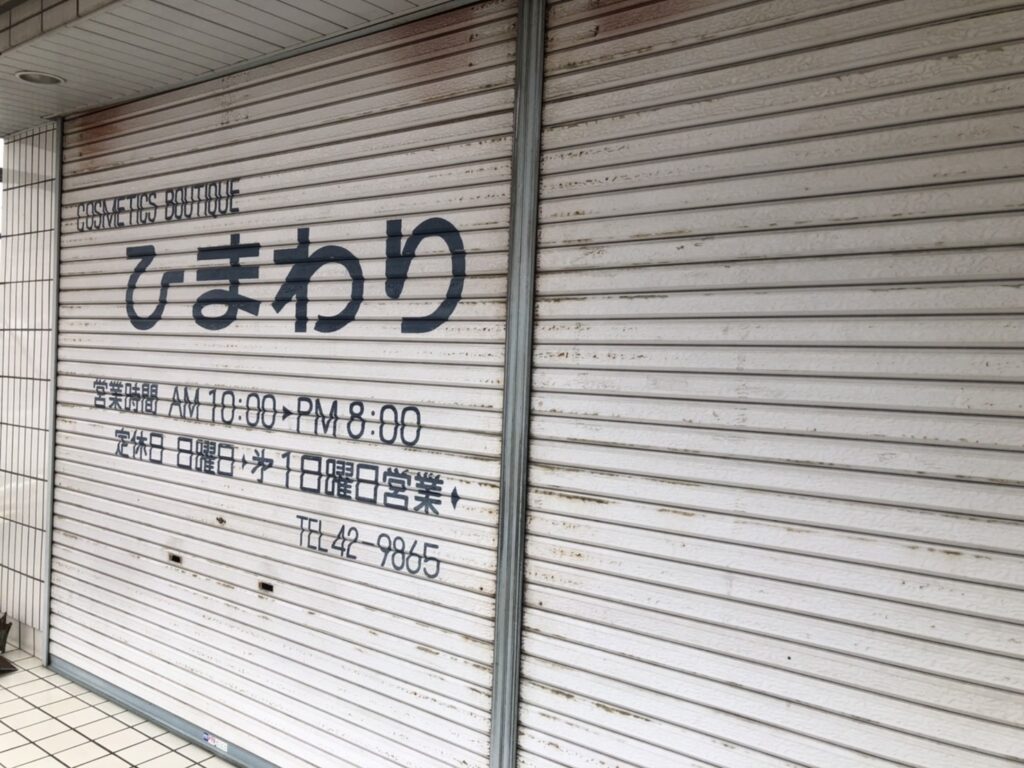 COSMETICS BOUTIQUE
ひまわり
営業時間 AM 10:00▶PM 8:00
定休日 日曜日♦㐧1日曜日営業♦
TEL 42-9865